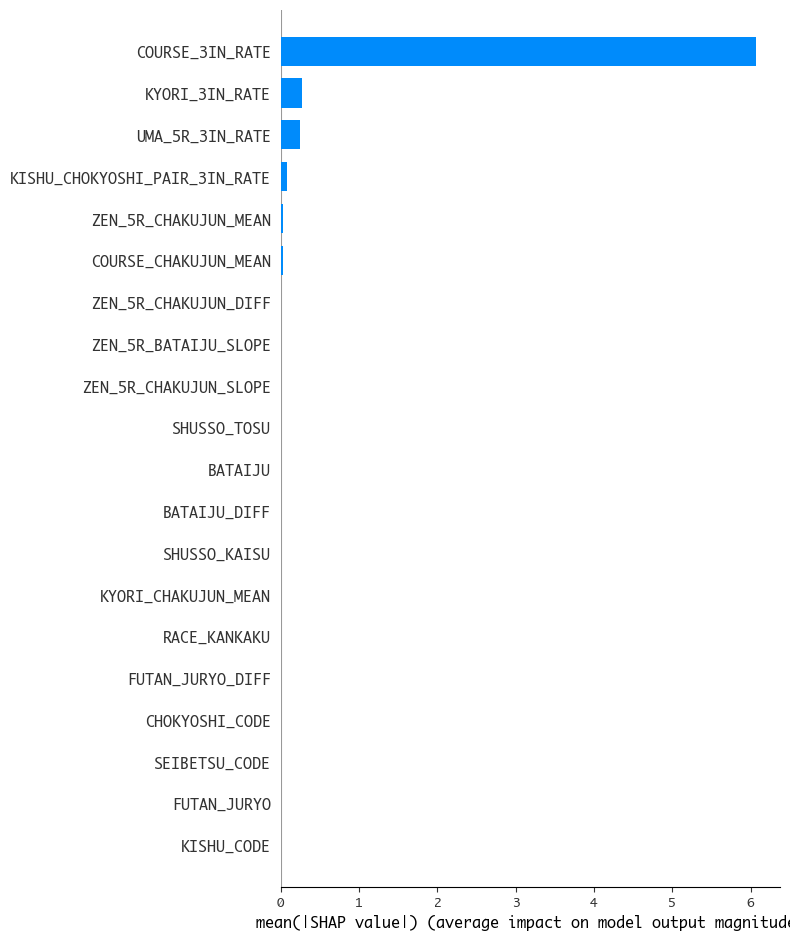 COURSE_3IN_RATE
KYORI_3IN_RATE
UMA_5R_3IN_RATE
KISHU_CHOKYOSHI_PAIR_3IN_RATE
ZEN_5R_CHAKUJUN_MEAN
COURSE_CHAKUJUN_MEAN
ZEN_5R_CHAKUJUN_DIFF
ZEN_5R_BATAIJU_SLOPE
ZEN_5R_CHAKUJUN_SLOPE
SHUSSO_TOSU
BATAIJU
BATAIJU_DIFF
SHUSSO_KAISU
KYORI_CHAKUJUN_MEAN
RACE_KANKAKU
FUTAN_JURYO_DIFF
CHOKYOSHI_CODE
SEIBETSU_CODE
FUTAN_JURYO
KISHU_CODE
0 1 2 3 4 5 6
mean(|SHAP value|) (average impact on model output magnitude